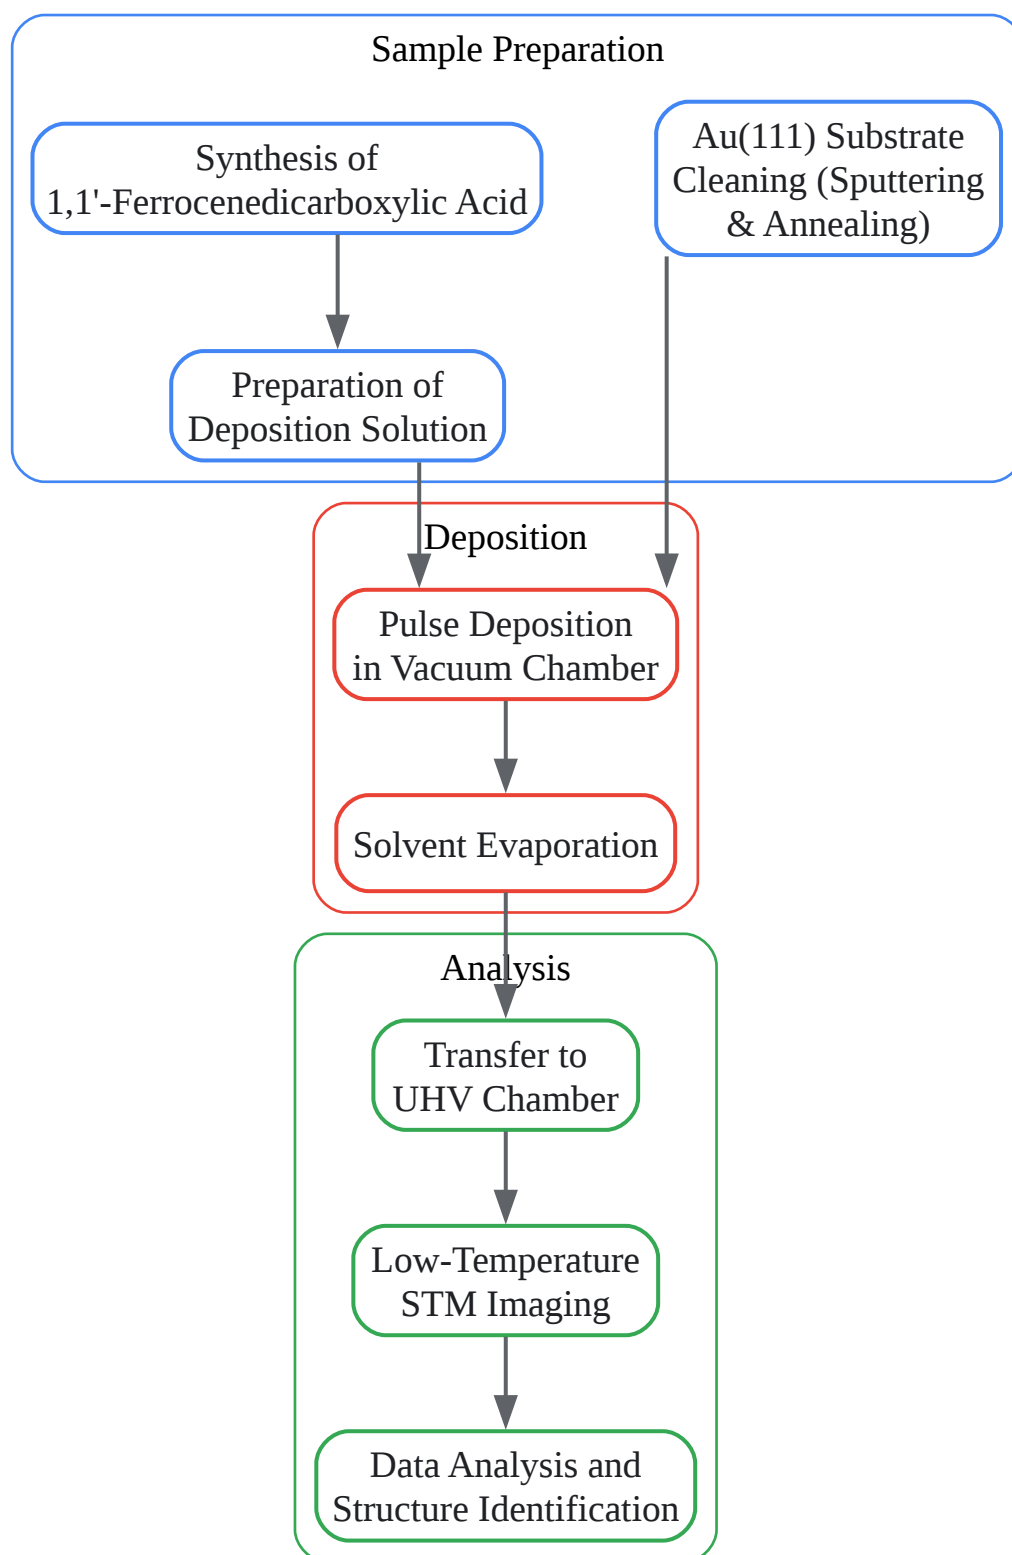 Sample Preparation
Synthesis of
1,1'-Ferrocenedicarboxylic Acid
Au(111) Substrate
Cleaning (Sputtering
& Annealing)
Preparation of
Deposition Solution
Deposition
Pulse Deposition
in Vacuum Chamber
Solvent Evaporation
Analysis
Transfer to
UHV Chamber
Low-Temperature
STM Imaging
Data Analysis and
Structure Identification